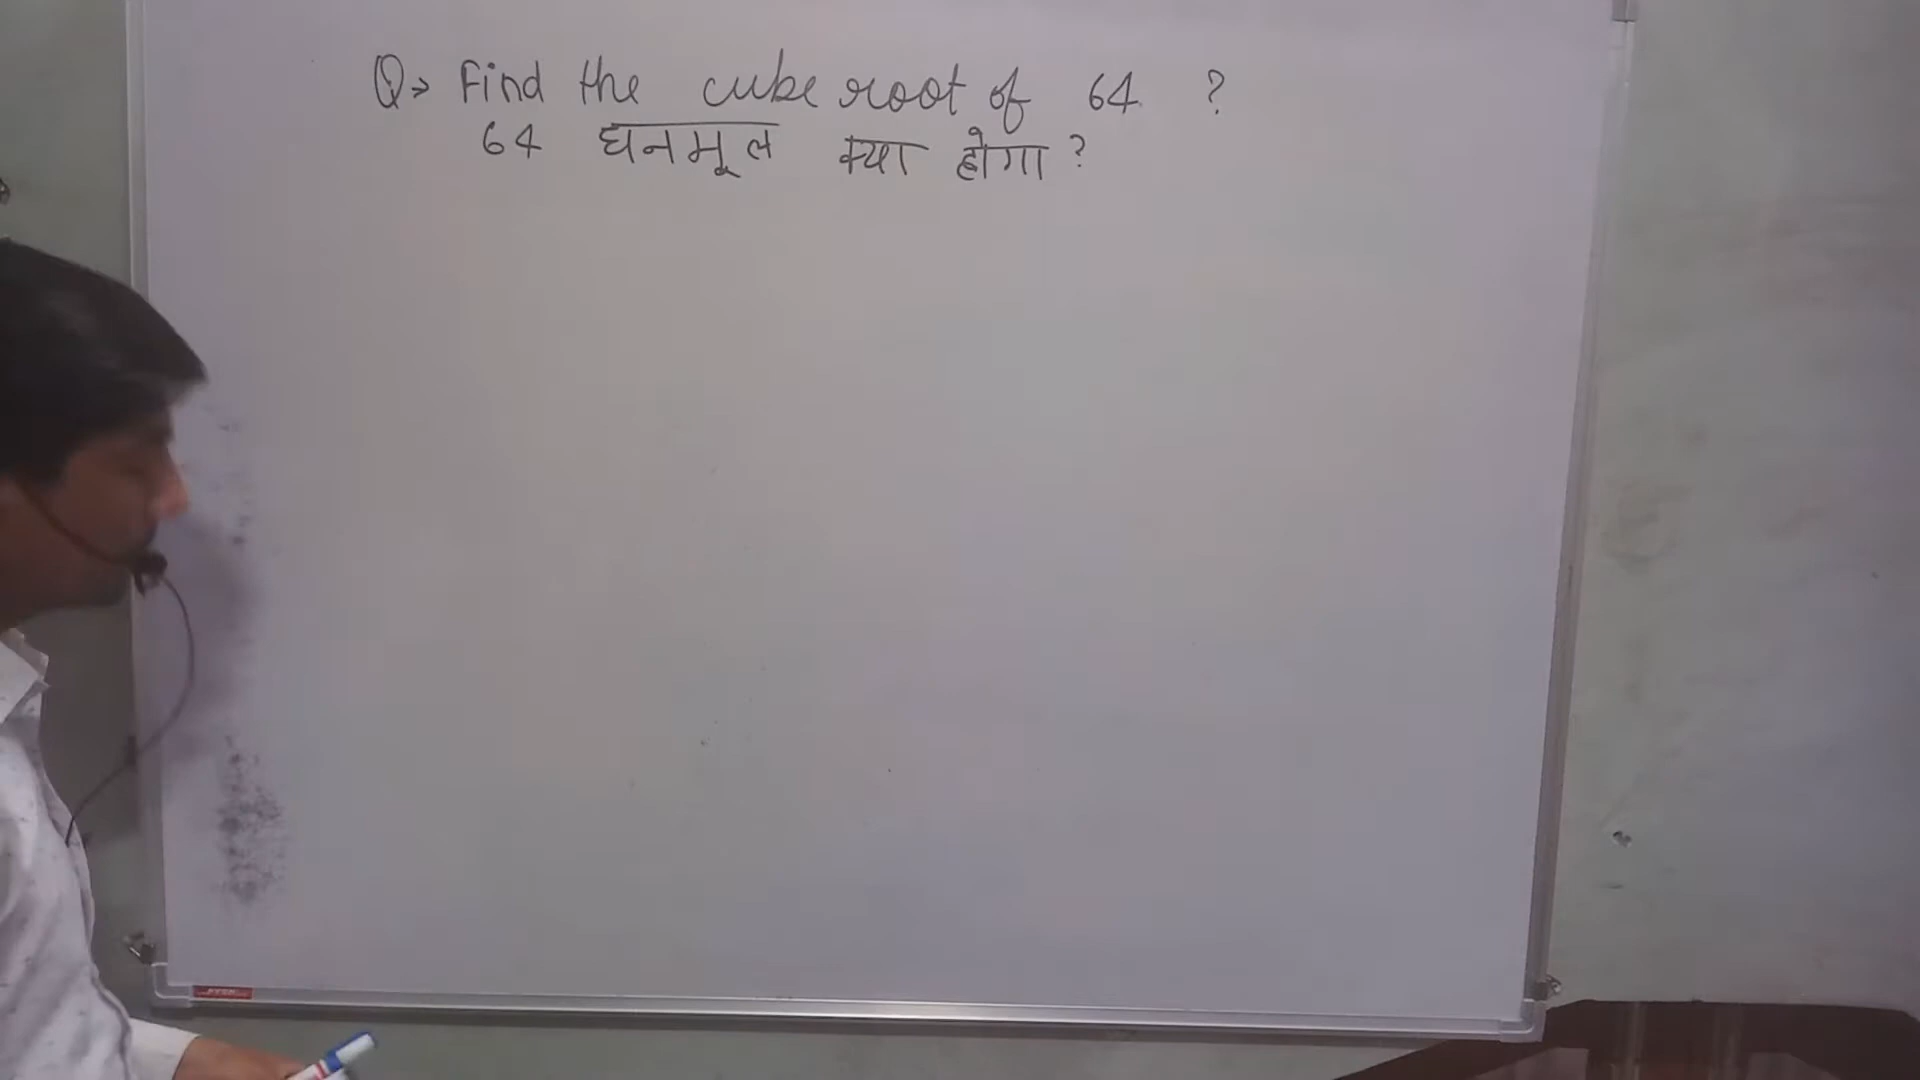 Q→ Find the cube root of 64 ?
64 घनमूल क्या होगा ?